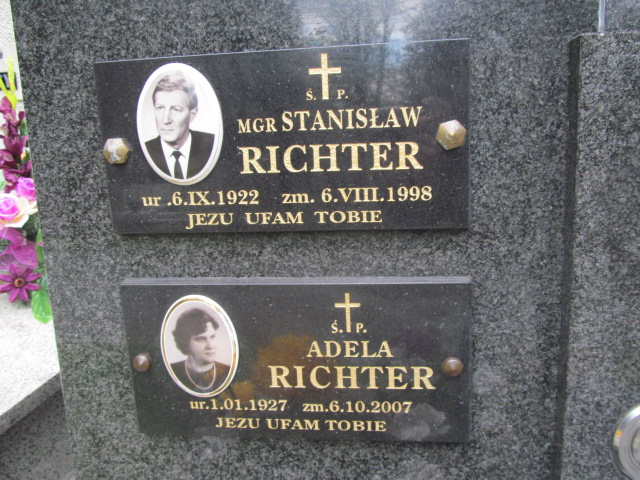 Ś. P.
MGR STANISŁAW
RICHTER
ur .6.IX.1922 zm. 6.VIII.1998
JEZU UFAM TOBIE
Ś. P.
ADELA
RICHTER
ur.1.01.1927 zm.6.10.2007
JEZU UFAM TOBIE